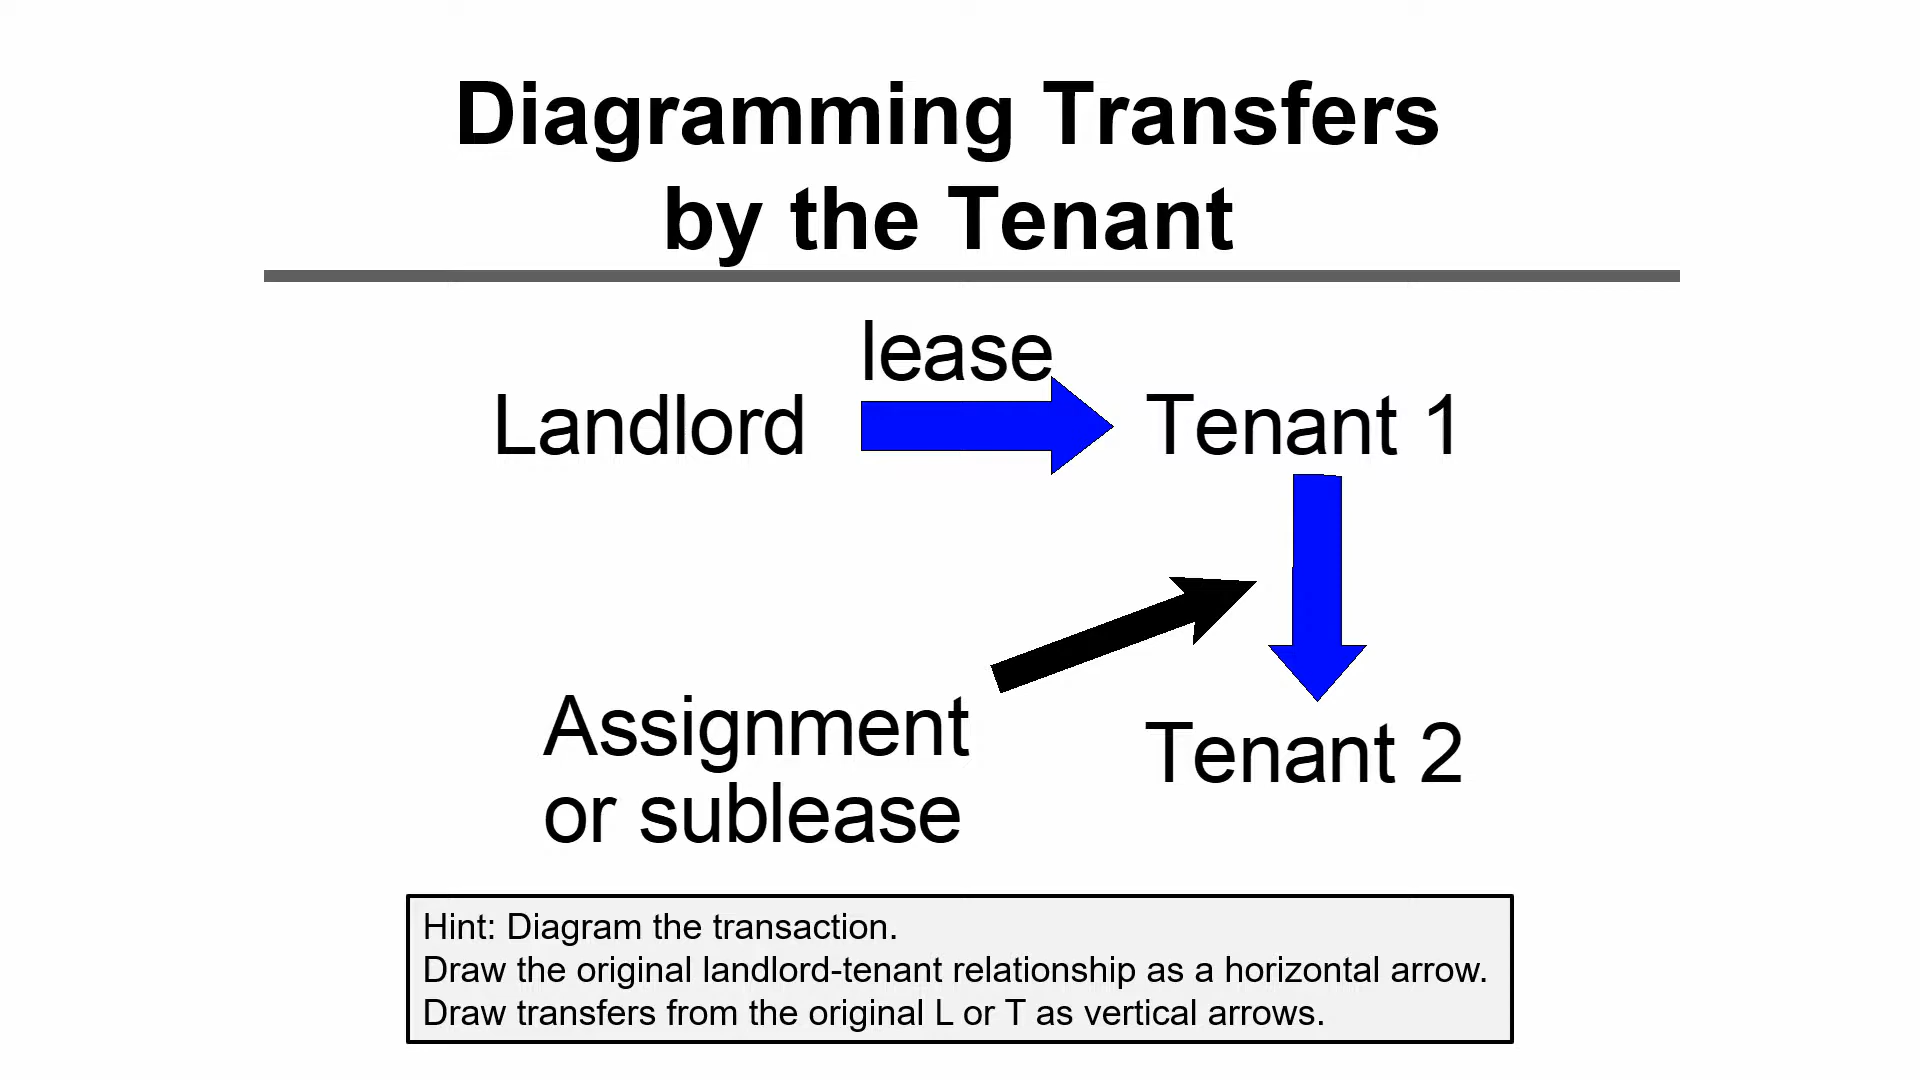 Diagramming Transfers
by the Tenant
lease
Landlord
Tenant 1
Assignment
or sublease
Tenant 2
Hint: Diagram the transaction.
Draw the original landlord-tenant relationship as a horizontal arrow.
Draw transfers from the original L or T as vertical arrows.